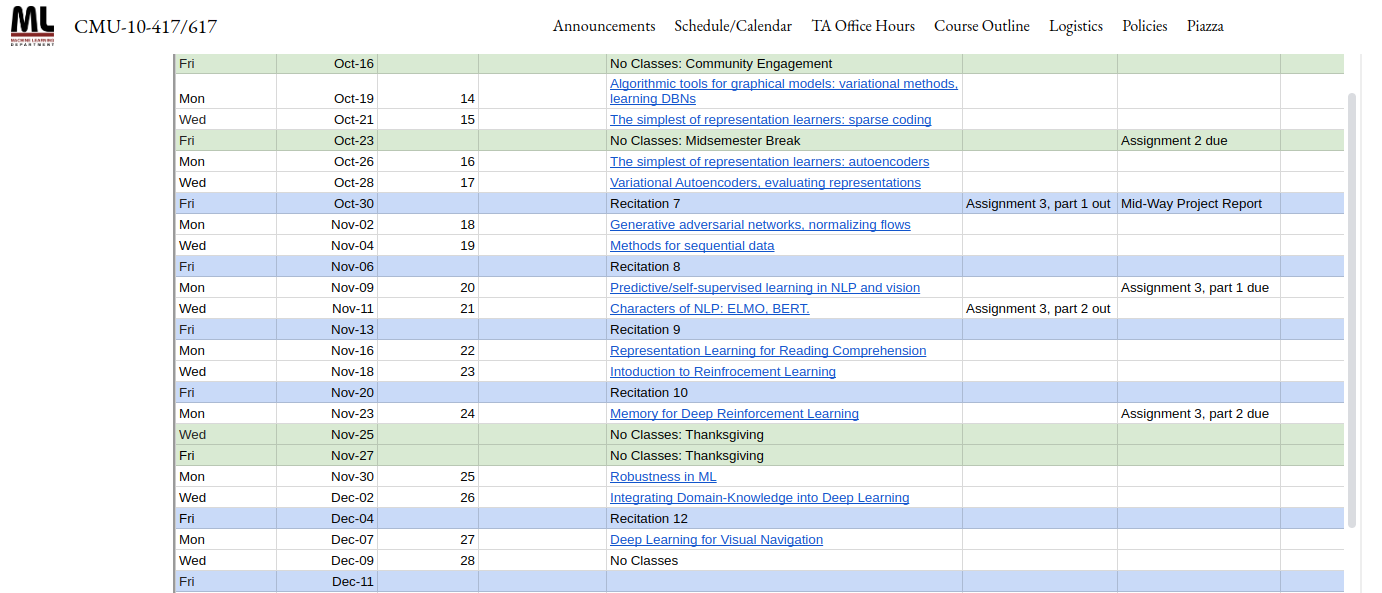 ML
MACHINE LEARNING
DEPARTMENT
CMU-10-417/617
Announcements Schedule/Calendar TA Office Hours Course Outline Logistics Policies Piazza
Fri Oct-16 No Classes: Community Engagement
Mon Oct-19 14 Algorithmic tools for graphical models: variational methods,
learning DBNs
Wed Oct-21 15 The simplest of representation learners: sparse coding
Fri Oct-23 No Classes: Midsemester Break Assignment 2 due
Mon Oct-26 16 The simplest of representation learners: autoencoders
Wed Oct-28 17 Variational Autoencoders, evaluating representations
Fri Oct-30 Recitation 7 Assignment 3, part 1 out Mid-Way Project Report
Mon Nov-02 18 Generative adversarial networks, normalizing flows
Wed Nov-04 19 Methods for sequential data
Fri Nov-06 Recitation 8
Mon Nov-09 20 Predictive/self-supervised learning in NLP and vision Assignment 3, part 1 due
Wed Nov-11 21 Characters of NLP: ELMO, BERT. Assignment 3, part 2 out
Fri Nov-13 Recitation 9
Mon Nov-16 22 Representation Learning for Reading Comprehension
Wed Nov-18 23 Intoduction to Reinfrocement Learning
Fri Nov-20 Recitation 10
Mon Nov-23 24 Memory for Deep Reinforcement Learning Assignment 3, part 2 due
Wed Nov-25 No Classes: Thanksgiving
Fri Nov-27 No Classes: Thanksgiving
Mon Nov-30 25 Robustness in ML
Wed Dec-02 26 Integrating Domain-Knowledge into Deep Learning
Fri Dec-04 Recitation 12
Mon Dec-07 27 Deep Learning for Visual Navigation
Wed Dec-09 28 No Classes
Fri Dec-11